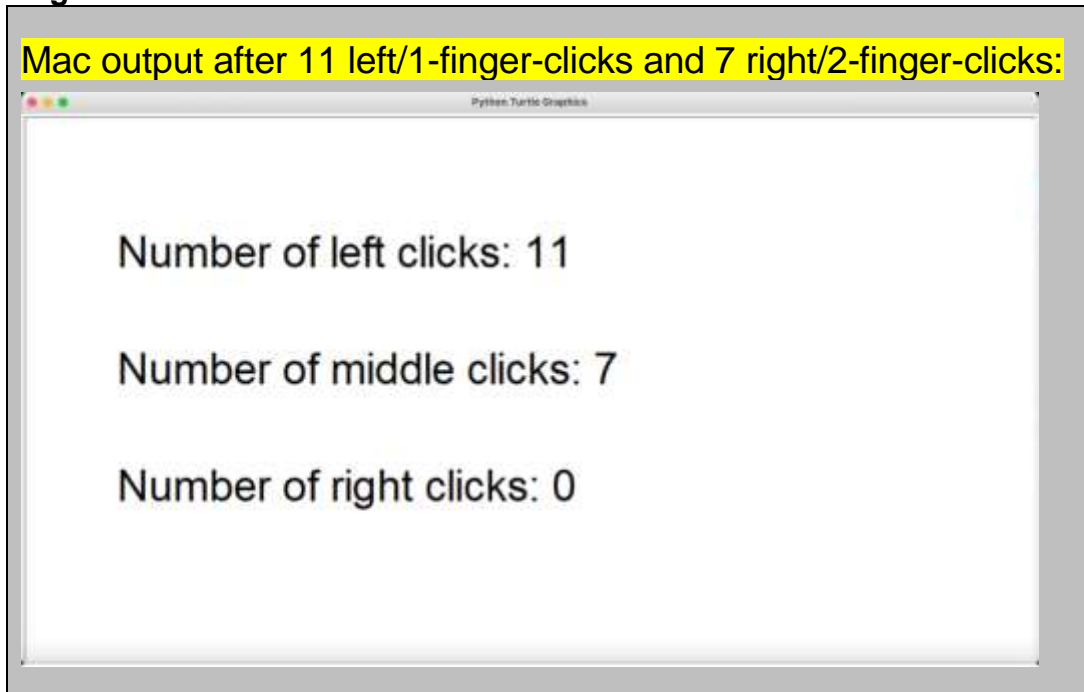 Mac output after 11 left/1-finger-clicks and 7 right/2-finger-clicks:
Python Turtle Graphics
Number of left clicks: 11
Number of middle clicks: 7
Number of right clicks: 0